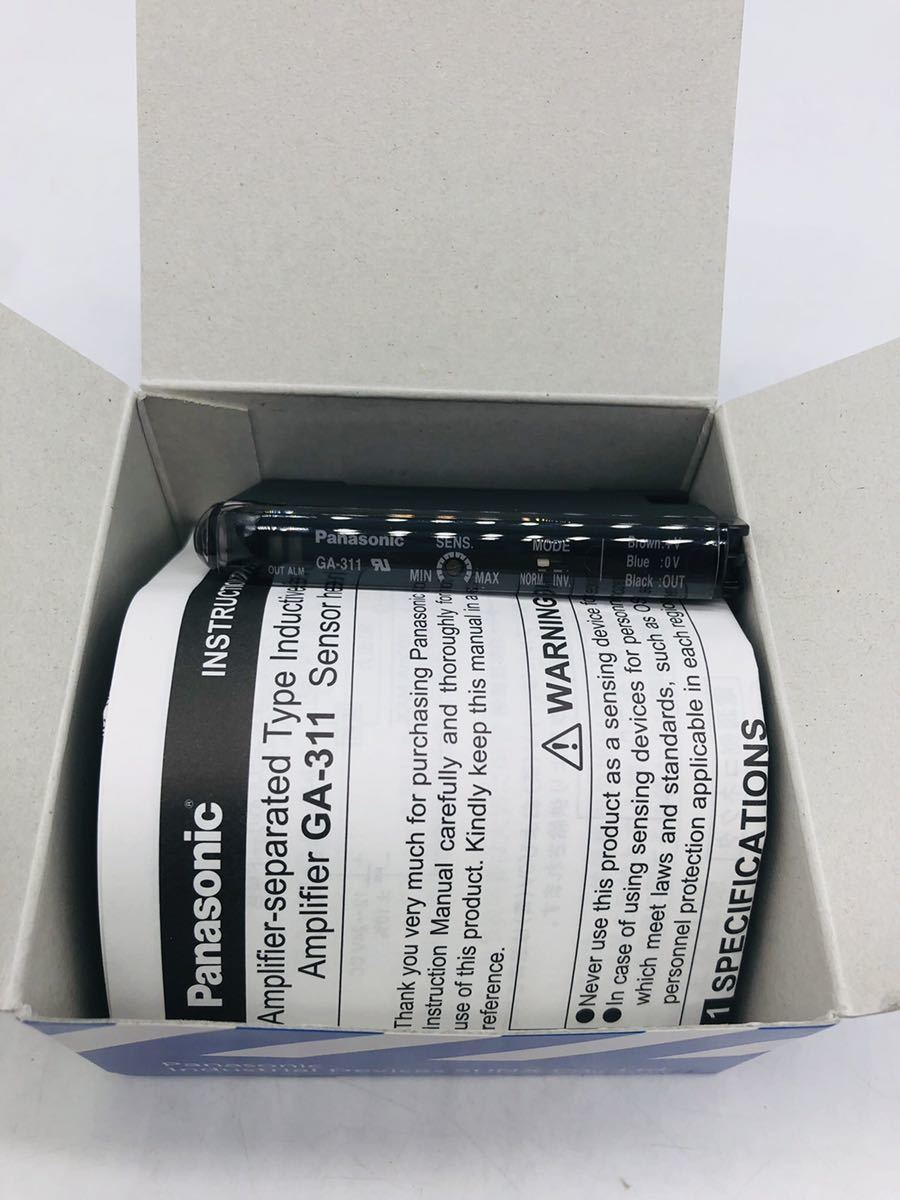 Panasonic
GA-311
OUT ALM
SENS.
MIN MAX
MODE
NORM. INV.
Brown:+V
Blue :0V
Black :OUT
Panasonic®
Amplifier-separated Type Inductive
Amplifier GA-311 Sensor
Thank you very much for purchasing Panasonic
Instruction Manual carefully and thoroughly for
use of this product. Kindly keep this manual in a
reference.
WARNING
●Never use this product as a sensing device
●In case of using sensing devices for
which meet laws and standards, such as
personnel protection applicable in each
1 SPECIFICATIONS
Panasonic